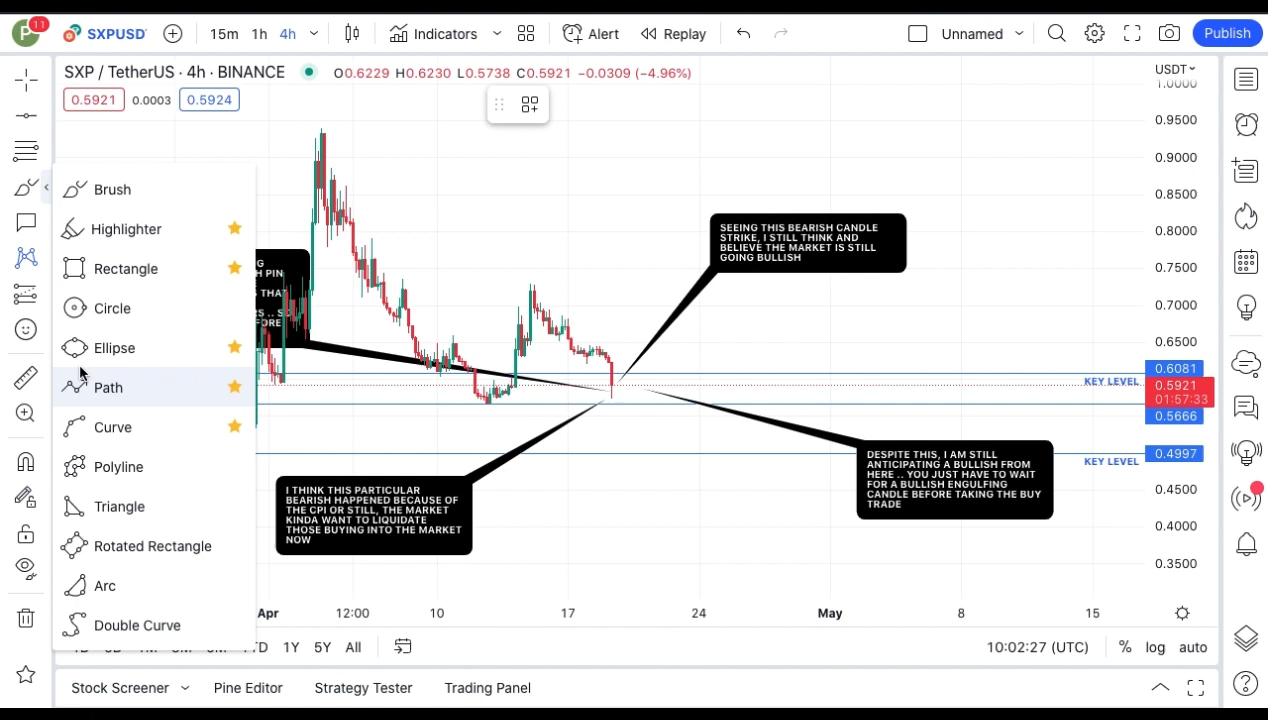 P
11
SXPUSD
15m
1h
4h
Indicators
Alert
Replay
Unnamed
Publish
SXP / TetherUS · 4h · BINANCE
O0.6229 H0.6230 L0.5738 C0.5921 −0.0309 (−4.96%)
0.5921
0.0003
0.5924
USDT
1.0000
0.9500
0.9000
0.8500
0.8000
0.7500
0.7000
0.6500
0.6081
0.5921
01:57:33
0.5666
0.4997
0.4500
0.4000
0.3500
KEY LEVEL
KEY LEVEL
Brush
Highlighter
Rectangle
Circle
Ellipse
Path
Curve
Polyline
Triangle
Rotated Rectangle
Arc
Double Curve
H PIN
THAT
SEEING THIS BEARISH CANDLE
STRIKE, I STILL THINK AND
BELIEVE THE MARKET IS STILL
GOING BULLISH
I THINK THIS PARTICULAR
BEARISH HAPPENED BECAUSE OF
THE CPI OR STILL, THE MARKET
KINDA WANT TO LIQUIDATE
THOSE BUYING INTO THE MARKET
NOW
DESPITE THIS, I AM STILL
ANTICIPATING A BULLISH FROM
HERE .. YOU JUST HAVE TO WAIT
FOR A BULLISH ENGULFING
CANDLE BEFORE TAKING THE BUY
TRADE
Apr
12:00
10
17
24
May
8
15
1Y
5Y
All
10:02:27 (UTC)
%
log
auto
Stock Screener
Pine Editor
Strategy Tester
Trading Panel